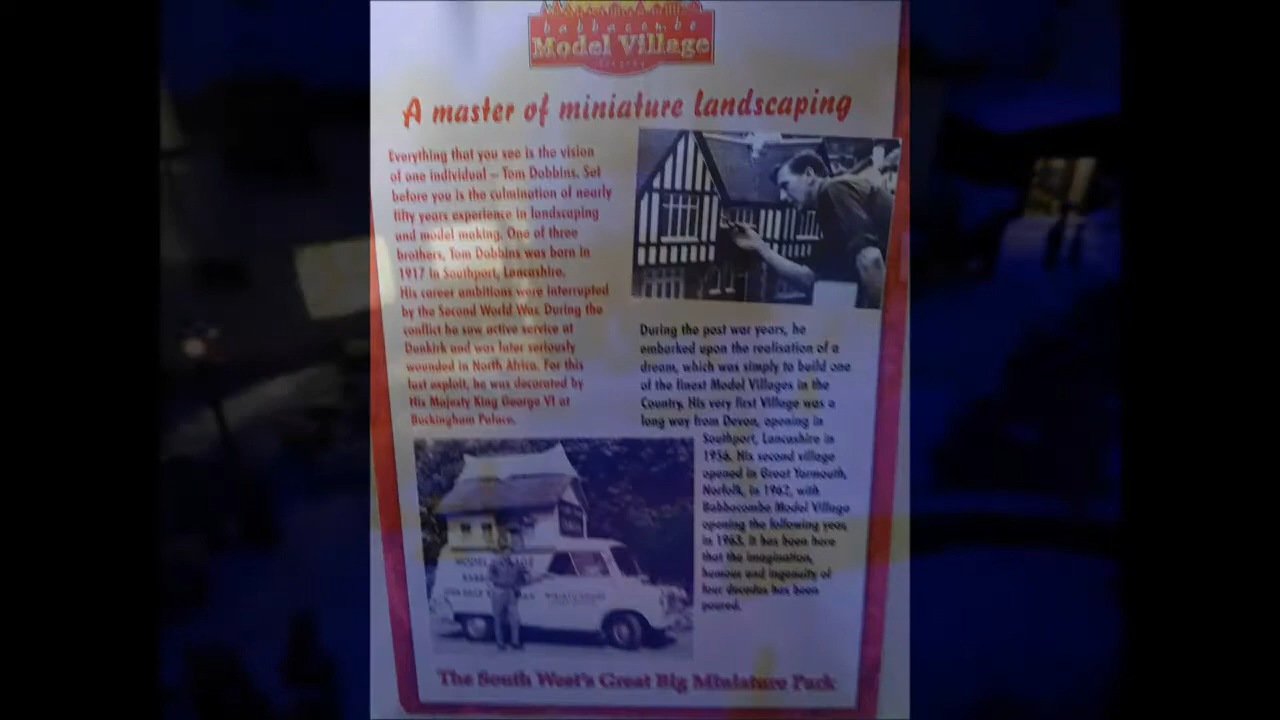 babbacombe
Model Village
torquay
A master of miniature landscaping
Everything that you see is the vision
of one individual – Tom Dobbins. Set
before you is the culmination of nearly
fifty years experience in landscaping
and model making. One of three
brothers, Tom Dobbins was born in
1917 in Southport, Lancashire.
His career ambitions were interrupted
by the Second World War. During the
conflict he saw active service at
Dunkirk and was later seriously
wounded in North Africa. For this
last exploit, he was decorated by
His Majesty King George VI at
Buckingham Palace.
During the post war years, he
embarked upon the realisation of a
dream, which was simply to build one
of the finest Model Villages in the
Country. His very first Village was a
long way from Devon, opening in
Southport, Lancashire in
1956. His second village
opened in Great Yarmouth,
Norfolk, in 1962, with
Babbacombe Model Village
opening the following year,
in 1963. It has been here
that the imagination,
humour and ingenuity of
four decades has been
poured.
MODEL VILLAGE
The South West's Great Big Miniature Park